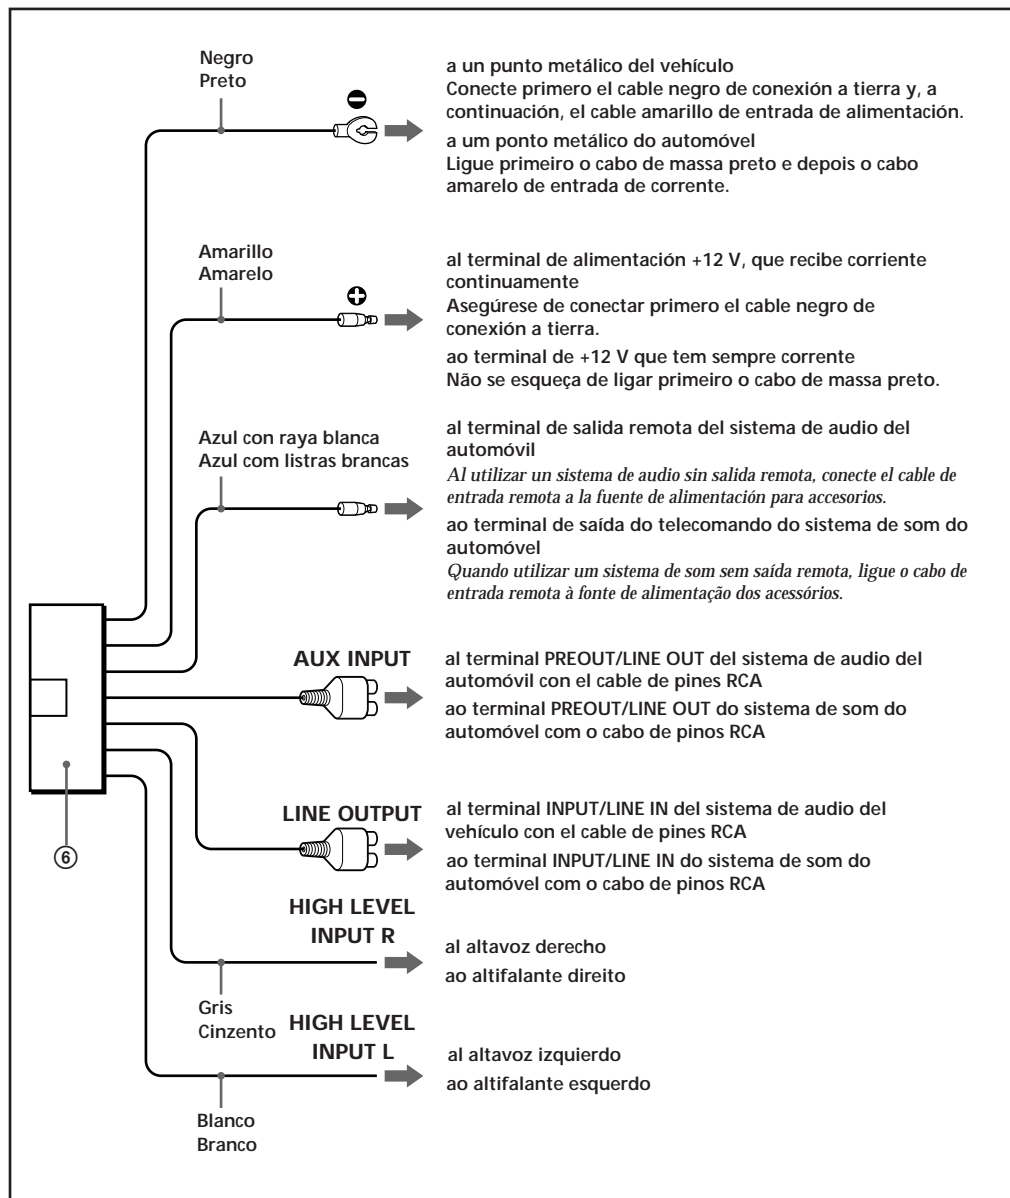 Negro
Preto
a un punto metálico del vehículo
Conecte primero el cable negro de conexión a tierra y, a
continuación, el cable amarillo de entrada de alimentación.
a um ponto metálico do automóvel
Ligue primeiro o cabo de massa preto e depois o cabo
amarelo de entrada de corrente.
Amarillo
Amarelo
al terminal de alimentación +12 V, que recibe corriente
continuamente
Asegúrese de conectar primero el cable negro de
conexión a tierra.
ao terminal de +12 V que tem sempre corrente
Não se esqueça de ligar primeiro o cabo de massa preto.
Azul con raya blanca
Azul com listras brancas
al terminal de salida remota del sistema de audio del
automóvil
Al utilizar un sistema de audio sin salida remota, conecte el cable de
entrada remota a la fuente de alimentación para accesorios.
ao terminal de saída do telecomando do sistema de som do
automóvel
Quando utilizar um sistema de som sem saída remota, ligue o cabo de
entrada remota à fonte de alimentação dos acessórios.
AUX INPUT
al terminal PREOUT/LINE OUT del sistema de audio del
automóvil con el cable de pines RCA
ao terminal PREOUT/LINE OUT do sistema de som do
automóvel com o cabo de pinos RCA
LINE OUTPUT
al terminal INPUT/LINE IN del sistema de audio del
vehículo con el cable de pines RCA
ao terminal INPUT/LINE IN do sistema de som do
automóvel com o cabo de pinos RCA
⑥
HIGH LEVEL
INPUT R
al altavoz derecho
ao altifalante direito
Gris
Cinzento
HIGH LEVEL
INPUT L
al altavoz izquierdo
ao altifalante esquerdo
Blanco
Branco